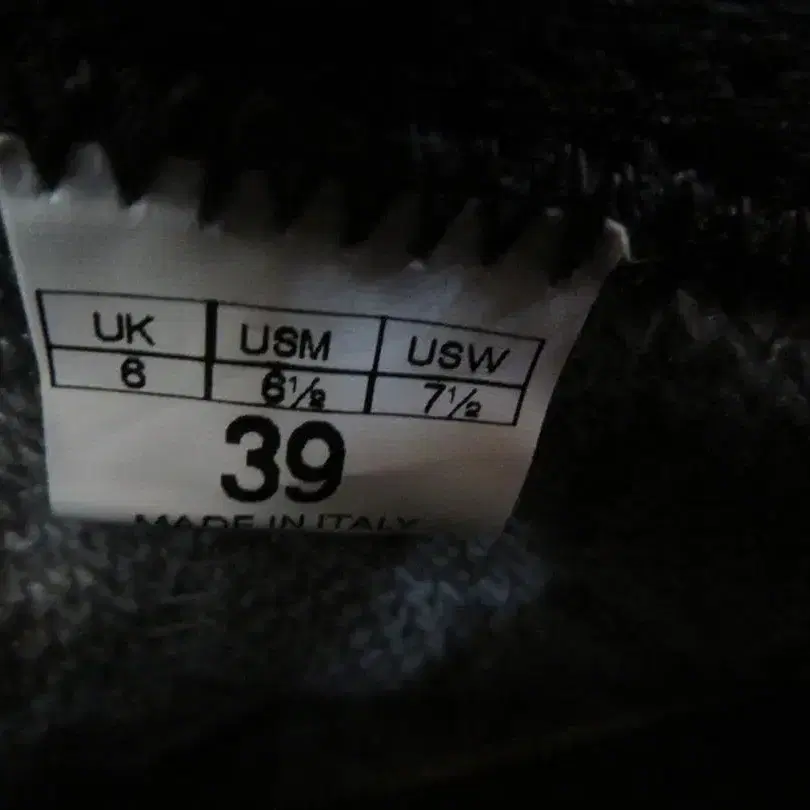 UK USM USW
6 6½ 7½
39
MADE IN ITALY